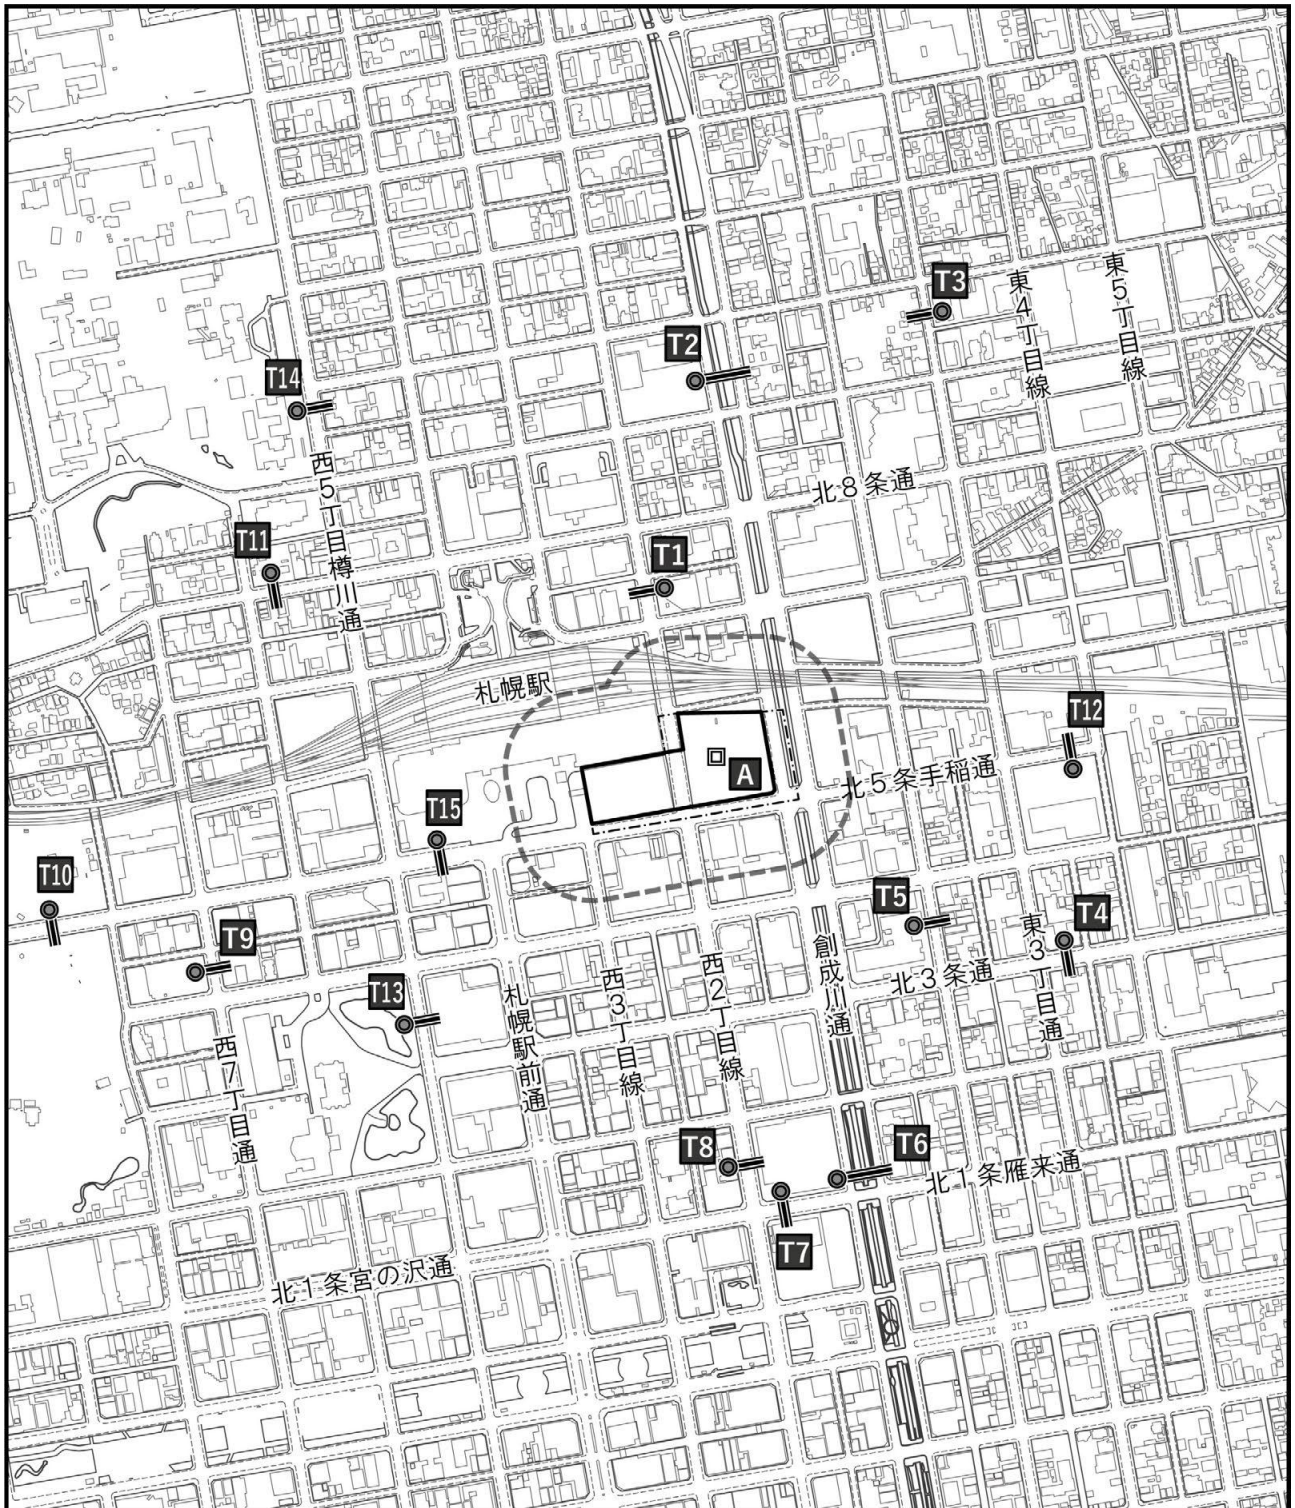 T3
東4丁目線
東5丁目線
T2
T14
西5丁目樽川通
北8条通
T11
T1
札幌駅
T12
A
北5条手稲通
T15
T10
T9
T5
T4
東3丁目通
北3条通
創成川通
T13
札幌駅前通
西3丁目線
西2丁目線
西7丁目通
T8
T6
北1条雁来通
T7
北1条宮の沢通